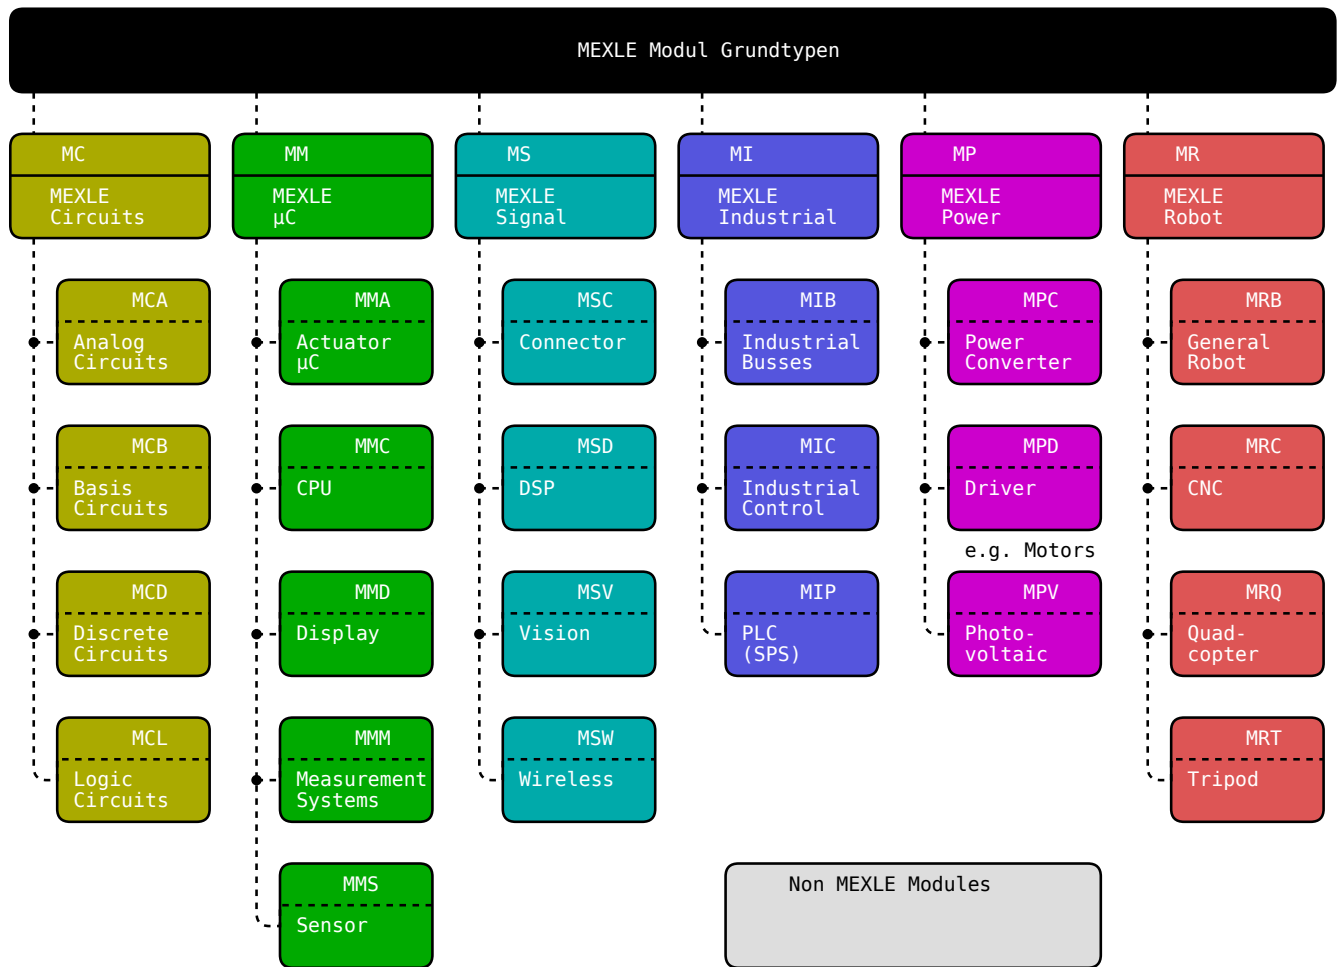 MEXLE Modul Grundtypen
MC
MEXLE
Circuits
MCA
Analog
Circuits
MCB
Basis
Circuits
MCD
Discrete
Circuits
MCL
Logic
Circuits
MM
MEXLE
µC
MMA
Actuator
µC
MMC
CPU
MMD
Display
MMM
Measurement
Systems
MMS
Sensor
MS
MEXLE
Signal
MSC
Connector
MSD
DSP
MSV
Vision
MSW
Wireless
MI
MEXLE
Industrial
MIB
Industrial
Busses
MIC
Industrial
Control
MIP
PLC
(SPS)
MP
MEXLE
Power
MPC
Power
Converter
MPD
Driver
e.g. Motors
MPV
Photo-
voltaic
MR
MEXLE
Robot
MRB
General
Robot
MRC
CNC
MRQ
Quad-
copter
MRT
Tripod
Non MEXLE Modules